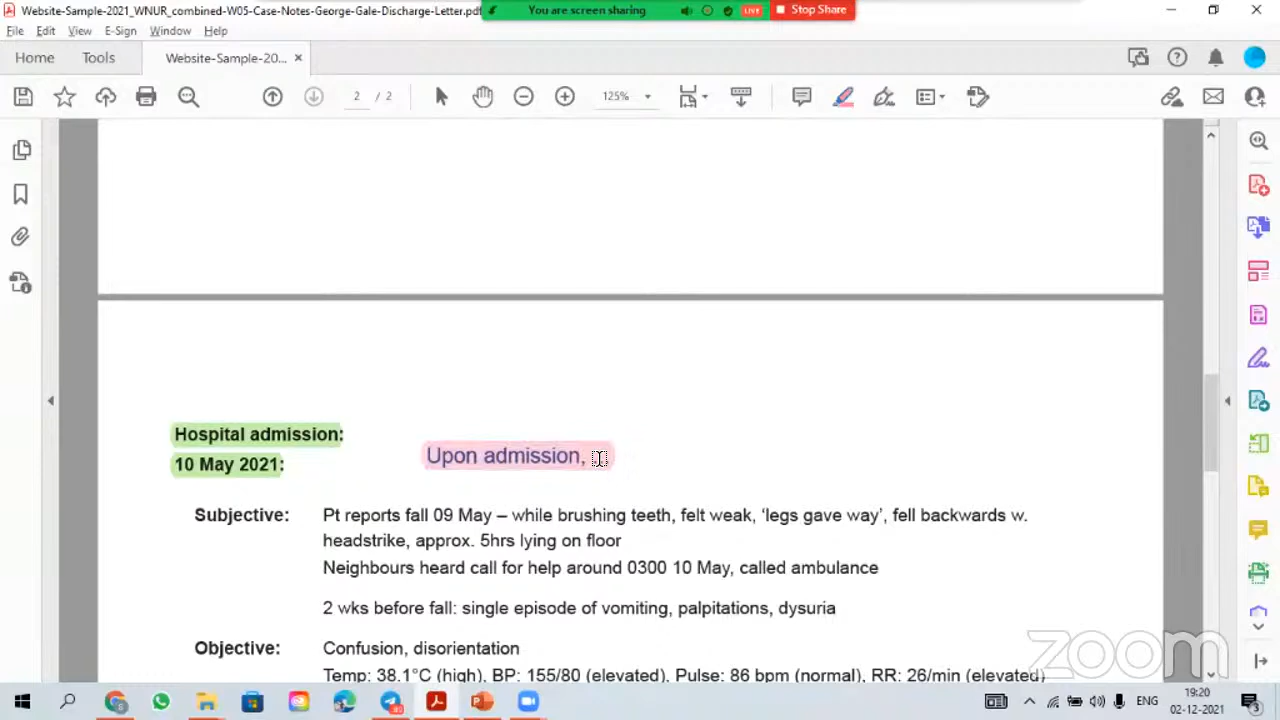 Website-Sample-2021_WNUR_combined-W05-Case-Notes-George-Gale-Discharge-Letter.pdf
You are screen sharing
LIVE
Stop Share
File Edit View E-Sign Window Help
Home Tools Website-Sample-20... ×
2 / 2 125%
Hospital admission:
10 May 2021:
Upon admission,
Subjective: Pt reports fall 09 May – while brushing teeth, felt weak, ‘legs gave way’, fell backwards w.
headstrike, approx. 5hrs lying on floor
Neighbours heard call for help around 0300 10 May, called ambulance
2 wks before fall: single episode of vomiting, palpitations, dysuria
Objective: Confusion, disorientation
Temp: 38.1°C (high), BP: 155/80 (elevated), Pulse: 86 bpm (normal), RR: 26/min (elevated)
zoom
ENG
19:20
02-12-2021
3